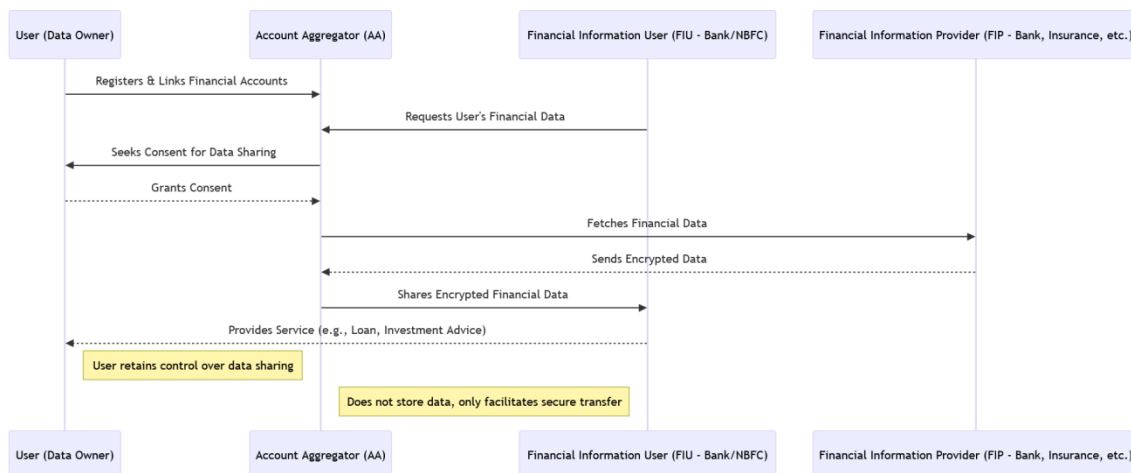 User (Data Owner)
Account Aggregator (AA)
Financial Information User (FIU - Bank/NBFC)
Financial Information Provider (FIP - Bank, Insurance, etc.)
Registers & Links Financial Accounts
Requests User's Financial Data
Seeks Consent for Data Sharing
Grants Consent
Fetches Financial Data
Sends Encrypted Data
Shares Encrypted Financial Data
Provides Service (e.g., Loan, Investment Advice)
User retains control over data sharing
Does not store data, only facilitates secure transfer
User (Data Owner)
Account Aggregator (AA)
Financial Information User (FIU - Bank/NBFC)
Financial Information Provider (FIP - Bank, Insurance, etc.)